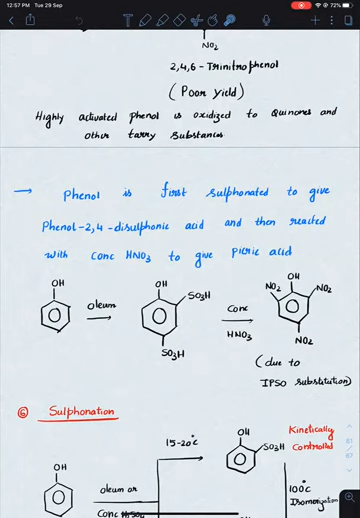 12:57 PM Tue 29 Sep
NO2
2,4,6-Trinitrophenol
(Poor yield)
Highly activated phenol is oxidized to Quinones and
other tarry substances
→ Phenol is first sulphonated to give
Phenol-2,4-disulphonic acid and then reacted
with conc HNO3 to give picric acid
OH OH OH
oleum SO3H Conc NO2 NO2
HNO3
SO3H NO2
(due to
IPSO substitution)
⑥ Sulphonation
15-20°C OH Kinetically
SO3H Controlled
OH
oleum or 100°C
Conc H2SO4 Isomerization
OH